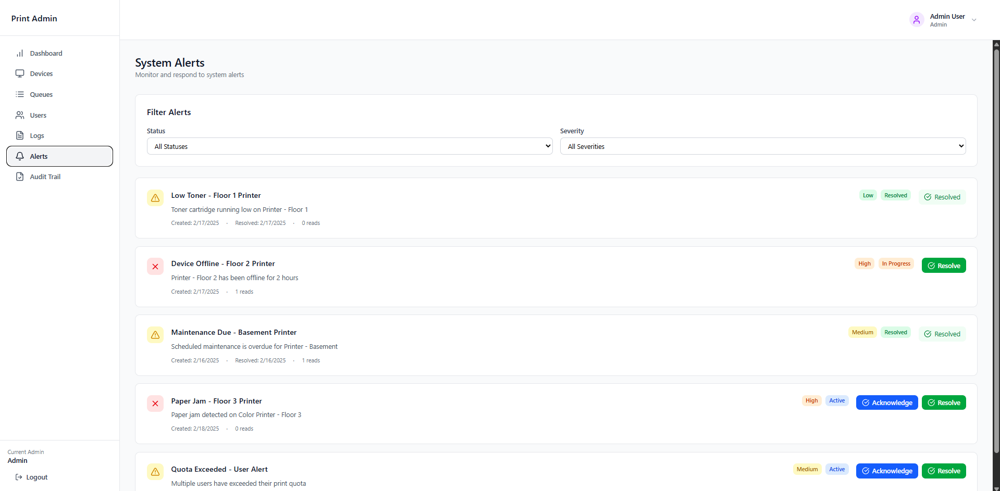 Print Admin
Admin User
Admin
Dashboard
Devices
Queues
Users
Logs
Alerts
Audit Trail
System Alerts
Monitor and respond to system alerts
Filter Alerts
Status
Severity
All Statuses
All Severities
Low Toner - Floor 1 Printer
Low
Resolved
Resolved
Toner cartridge running low on Printer - Floor 1
Created: 2/17/2025 · Resolved: 2/17/2025 · 0 reads
Device Offline - Floor 2 Printer
High
In Progress
Resolve
Printer - Floor 2 has been offline for 2 hours
Created: 2/17/2025 · 1 reads
Maintenance Due - Basement Printer
Medium
Resolved
Resolved
Scheduled maintenance is overdue for Printer - Basement
Created: 2/16/2025 · Resolved: 2/16/2025 · 1 reads
Paper Jam - Floor 3 Printer
High
Active
Acknowledge
Resolve
Paper jam detected on Color Printer - Floor 3
Created: 2/18/2025 · 0 reads
Quota Exceeded - User Alert
Medium
Active
Acknowledge
Resolve
Multiple users have exceeded their print quota
Current Admin
Admin
Logout